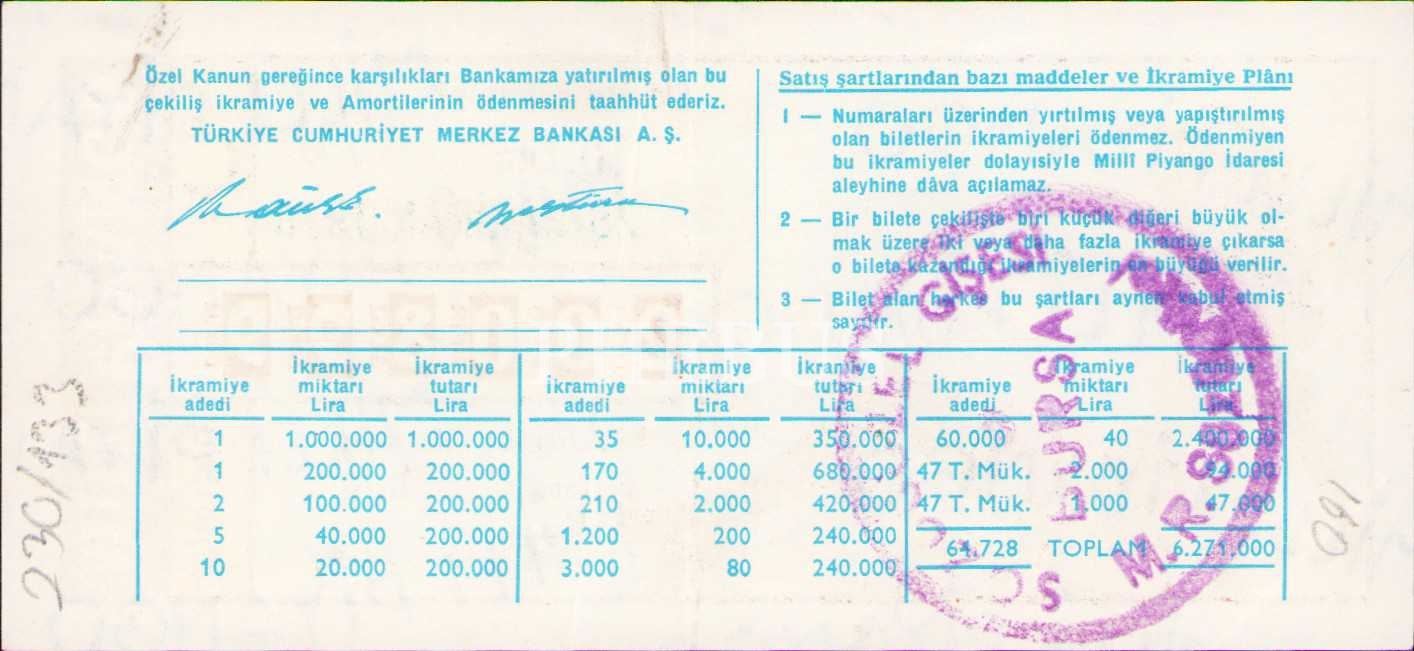 Özel Kanun gereğince karşılıkları Bankamıza yatırılmış olan bu
çekiliş ikramiye ve Amortilerinin ödenmesini taahhüt ederiz.
TÜRKİYE CUMHURİYET MERKEZ BANKASI A. Ş.
Satış şartlarından bazı maddeler ve İkramiye Plânı
1 — Numaraları üzerinden yırtılmış veya yapıştırılmış
olan biletlerin ikramiyeleri ödenmez. Ödenmiyen
bu ikramiyeler dolayısiyle Millî Piyango İdaresi
aleyhine dâva açılamaz.
2 — Bir bilete çekilişte biri küçük diğeri büyük ol-
mak üzere iki veya daha fazla ikramiye çıkarsa
o bilete kazandığı ikramiyelerin en büyüğü verilir.
3 — Bilet alan herkes bu şartları aynen kabul etmiş
sayılır.
İkramiye adedi İkramiye miktarı Lira İkramiye tutarı Lira İkramiye adedi İkramiye miktarı Lira İkramiye tutarı Lira İkramiye adedi İkramiye miktarı Lira İkramiye tutarı Lira
1 1.000.000 1.000.000 35 10.000 350.000 60.000 40 2.400.000
1 200.000 200.000 170 4.000 680.000 47 T. Mük. 2.000 94.000
2 100.000 200.000 210 2.000 420.000 47 T. Mük. 1.000 47.000
5 40.000 200.000 1.200 200 240.000 64.728 TOPLAM 6.271.000
10 20.000 200.000 3.000 80 240.000
GİŞESİ
BURSA
230/133
160